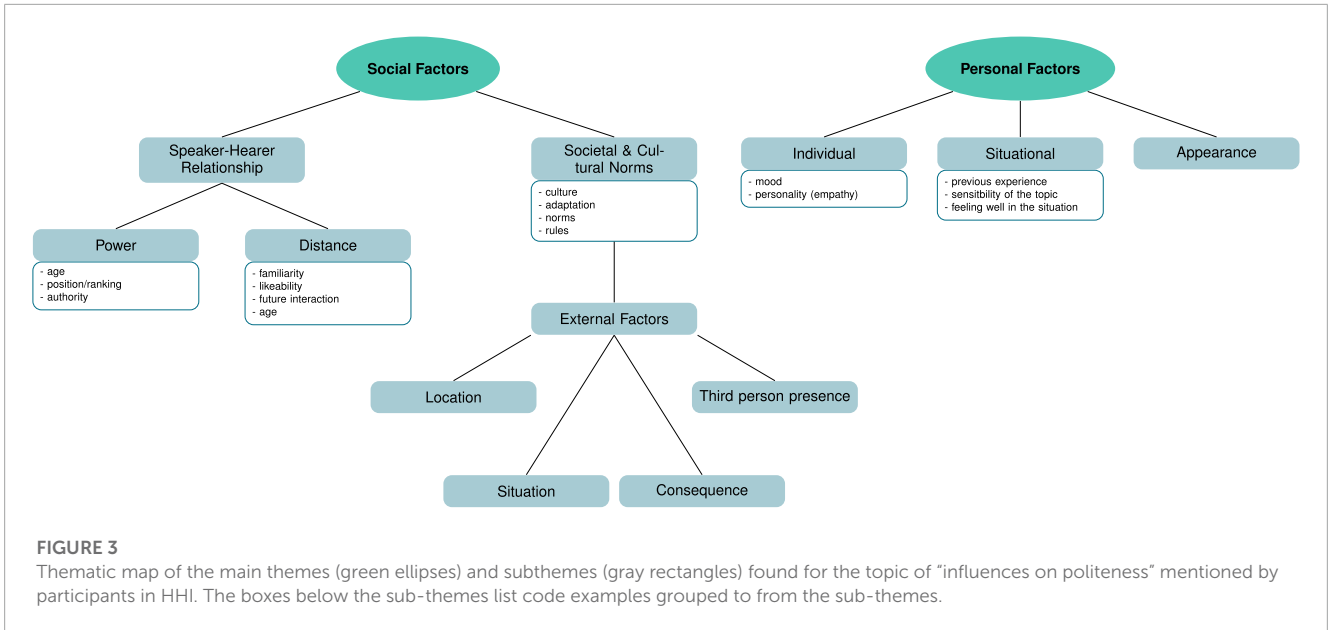 Social Factors
Personal Factors
Speaker-Hearer
Relationship
Societal & Cul-
tural Norms
- culture
- adaptation
- norms
- rules
Individual
- mood
- personality (empathy)
Situational
- previous experience
- sensitbility of the topic
- feeling well in the situation
Appearance
Power
- age
- position/ranking
- authority
Distance
- familiarity
- likeability
- future interaction
- age
External Factors
Location
Third person presence
Situation
Consequence
FIGURE 3
Thematic map of the main themes (green ellipses) and subthemes (gray rectangles) found for the topic of “influences on politeness” mentioned by
participants in HHI. The boxes below the sub-themes list code examples grouped to from the sub-themes.